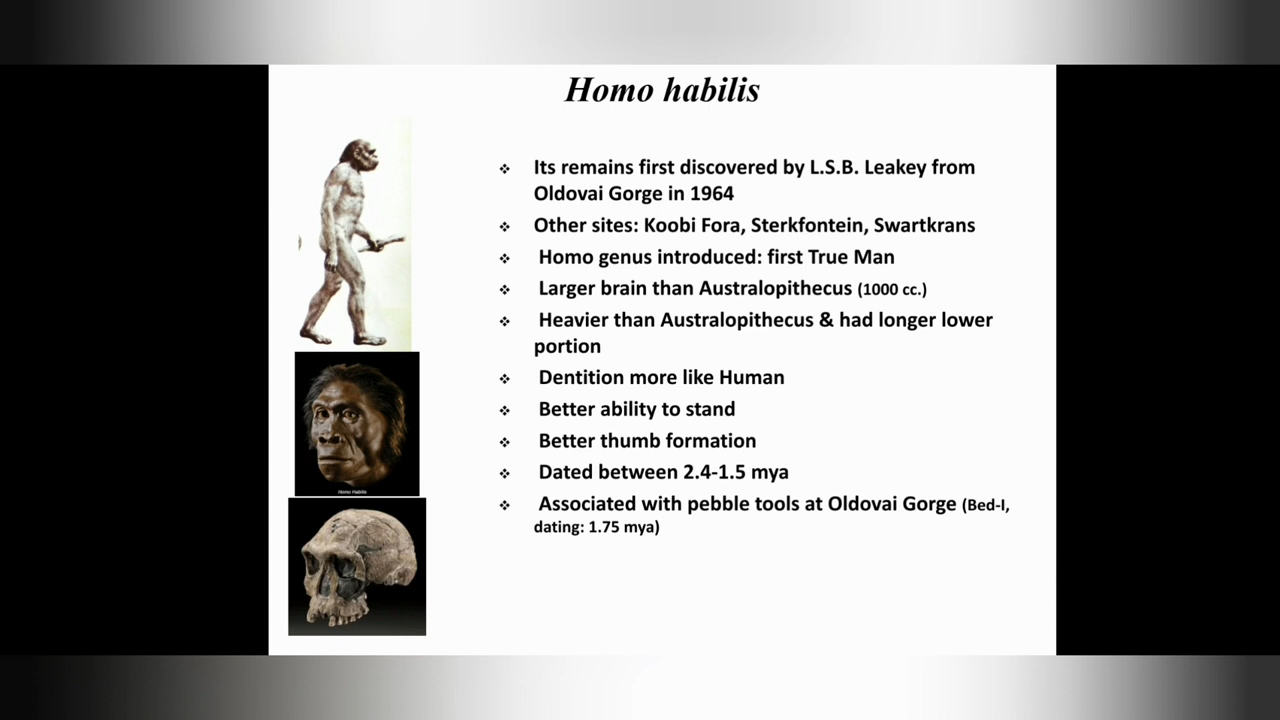 Homo habilis
❖ Its remains first discovered by L.S.B. Leakey from
Oldovai Gorge in 1964
❖ Other sites: Koobi Fora, Sterkfontein, Swartkrans
❖ Homo genus introduced: first True Man
❖ Larger brain than Australopithecus (1000 cc.)
❖ Heavier than Australopithecus & had longer lower
portion
❖ Dentition more like Human
❖ Better ability to stand
❖ Better thumb formation
❖ Dated between 2.4-1.5 mya
❖ Associated with pebble tools at Oldovai Gorge (Bed-I,
dating: 1.75 mya)
Homo Habilis